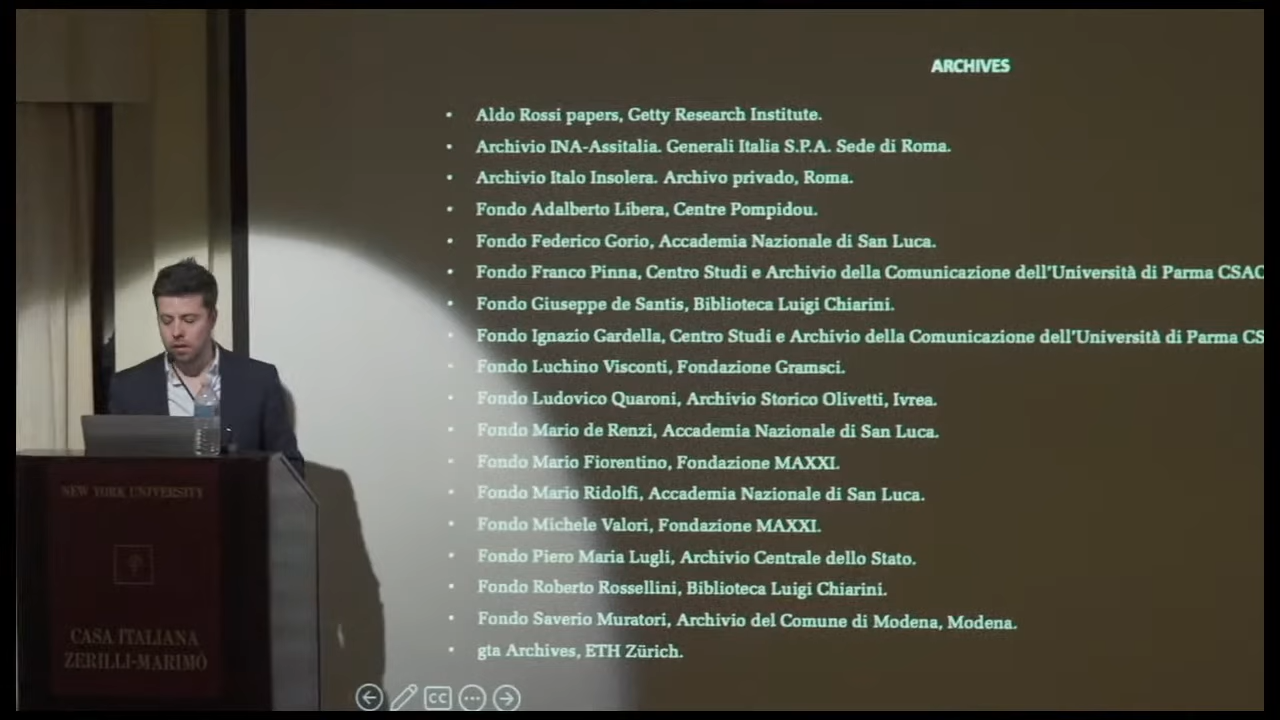 ARCHIVES
• Aldo Rossi papers, Getty Research Institute.
• Archivio INA-Assitalia. Generali Italia S.P.A. Sede di Roma.
• Archivio Italo Insolera. Archivo privado, Roma.
• Fondo Adalberto Libera, Centre Pompidou.
• Fondo Federico Gorio, Accademia Nazionale di San Luca.
• Fondo Franco Pinna, Centro Studi e Archivio della Comunicazione dell'Università di Parma CSAC
• Fondo Giuseppe de Santis, Biblioteca Luigi Chiarini.
• Fondo Ignazio Gardella, Centro Studi e Archivio della Comunicazione dell'Università di Parma CS
• Fondo Luchino Visconti, Fondazione Gramsci.
• Fondo Ludovico Quaroni, Archivio Storico Olivetti, Ivrea.
• Fondo Mario de Renzi, Accademia Nazionale di San Luca.
• Fondo Mario Fiorentino, Fondazione MAXXI.
• Fondo Mario Ridolfi, Accademia Nazionale di San Luca.
• Fondo Michele Valori, Fondazione MAXXI.
• Fondo Piero Maria Lugli, Archivio Centrale dello Stato.
• Fondo Roberto Rossellini, Biblioteca Luigi Chiarini.
• Fondo Saverio Muratori, Archivio del Comune di Modena, Modena.
• gta Archives, ETH Zürich.
NEW YORK UNIVERSITY
CASA ITALIANA
ZERILLI-MARIMÒ
CC